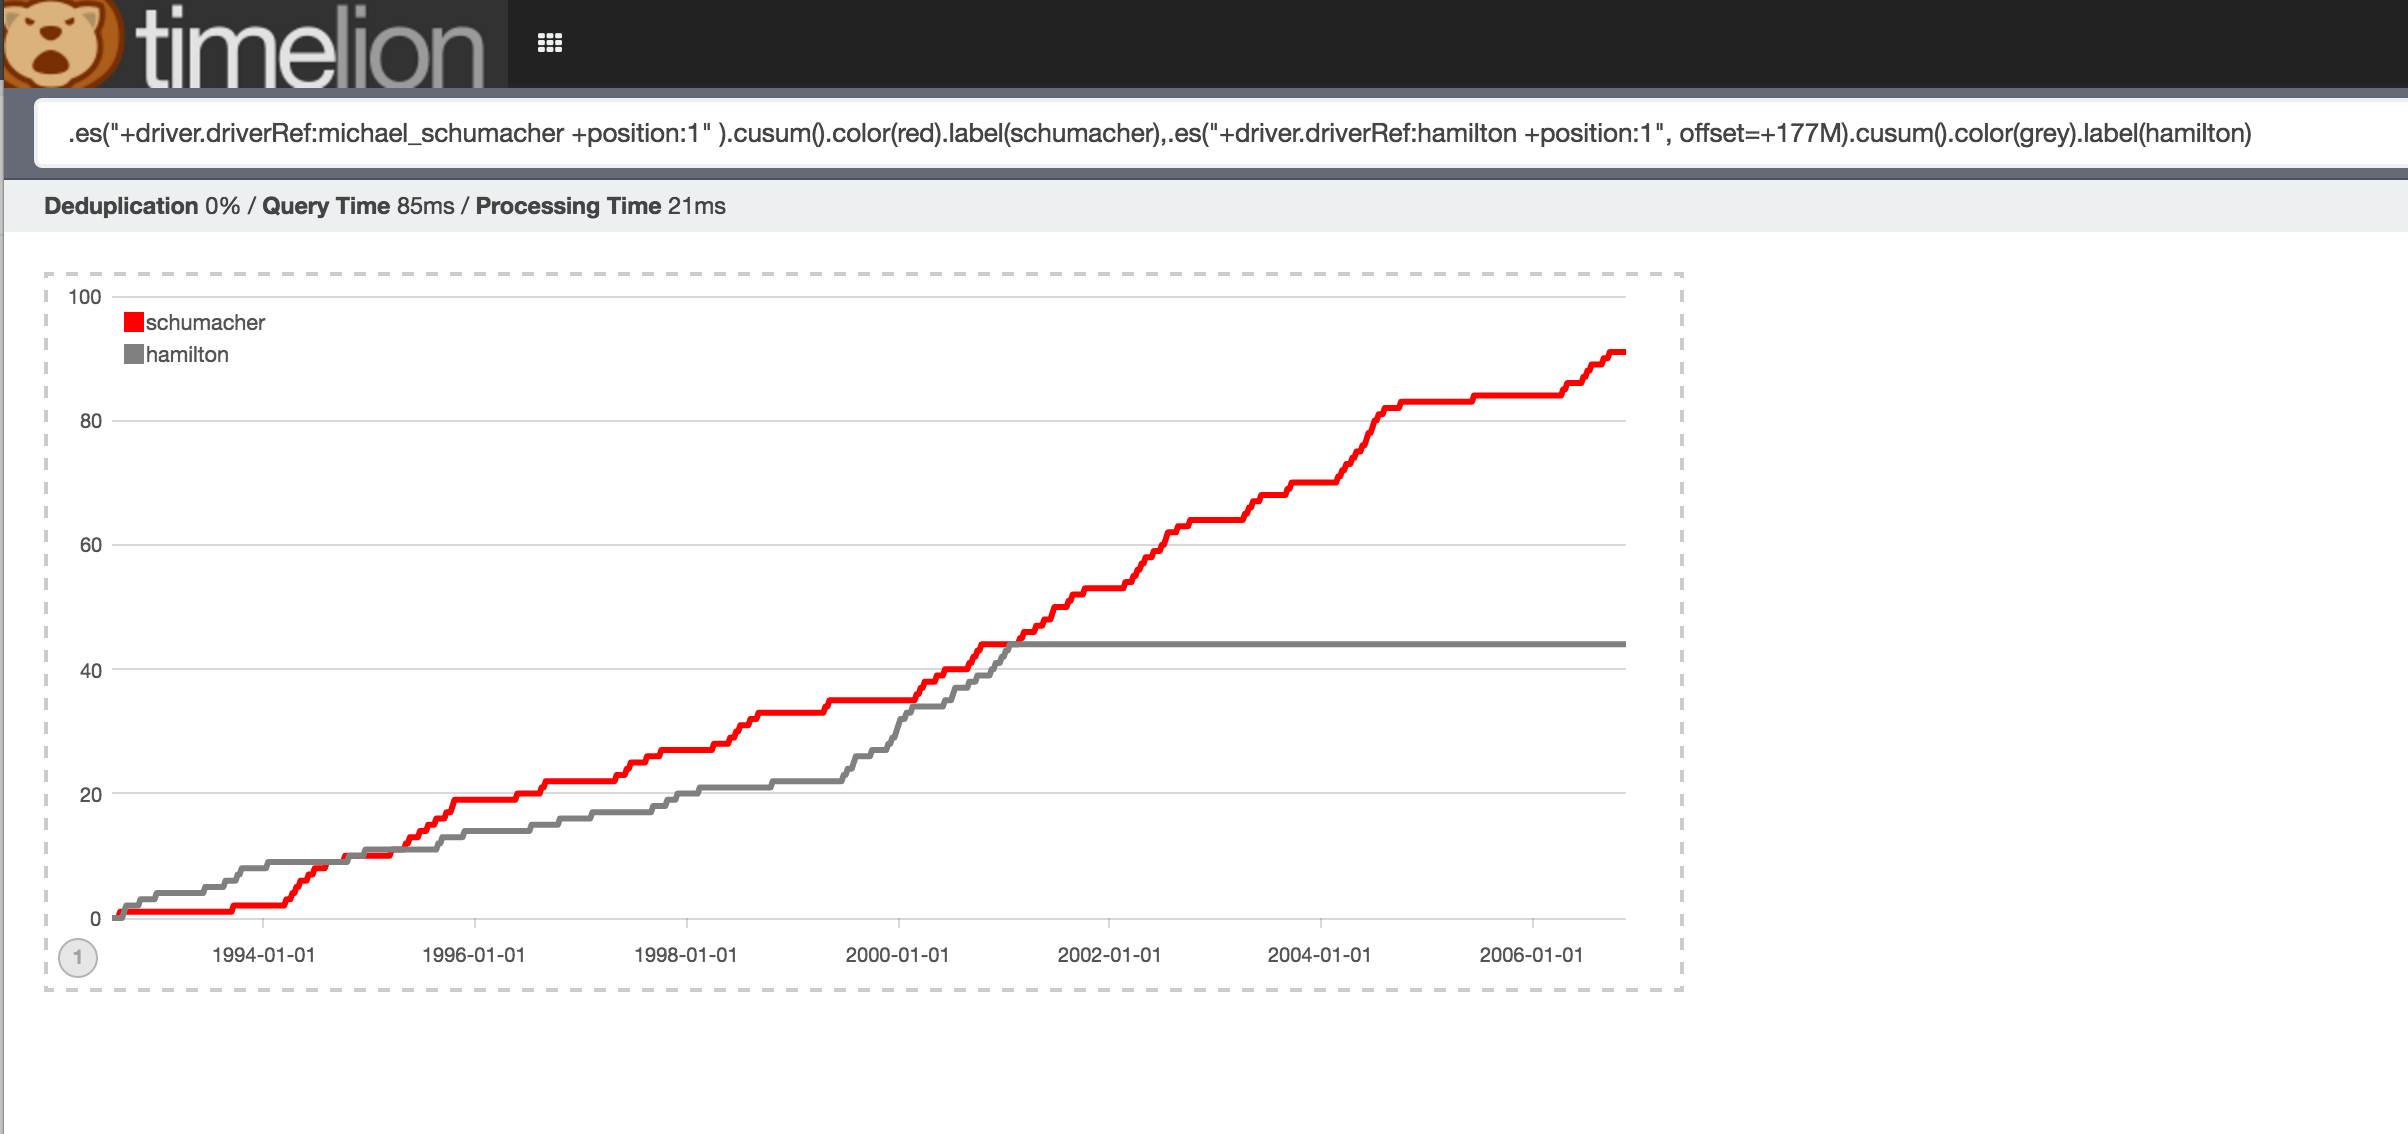 timelion
.es("+driver.driverRef:michael_schumacher +position:1" ).cusum().color(red).label(schumacher),.es("+driver.driverRef:hamilton +position:1", offset=+177M).cusum().color(grey).label(hamilton)
Deduplication 0% / Query Time 85ms / Processing Time 21ms
100
schumacher
hamilton
80
60
40
20
0
1
1994-01-01 1996-01-01 1998-01-01 2000-01-01 2002-01-01 2004-01-01 2006-01-01